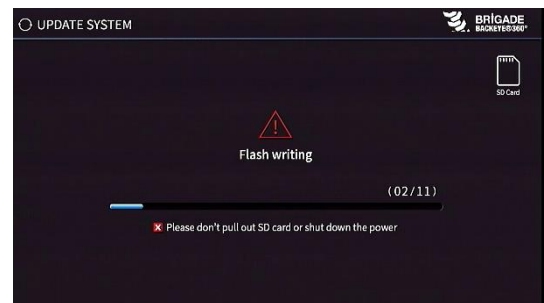 UPDATE SYSTEM
BRIGADE
BACKEYE®360°
SD Card
Flash writing
(02/11)
Please don't pull out SD card or shut down the power